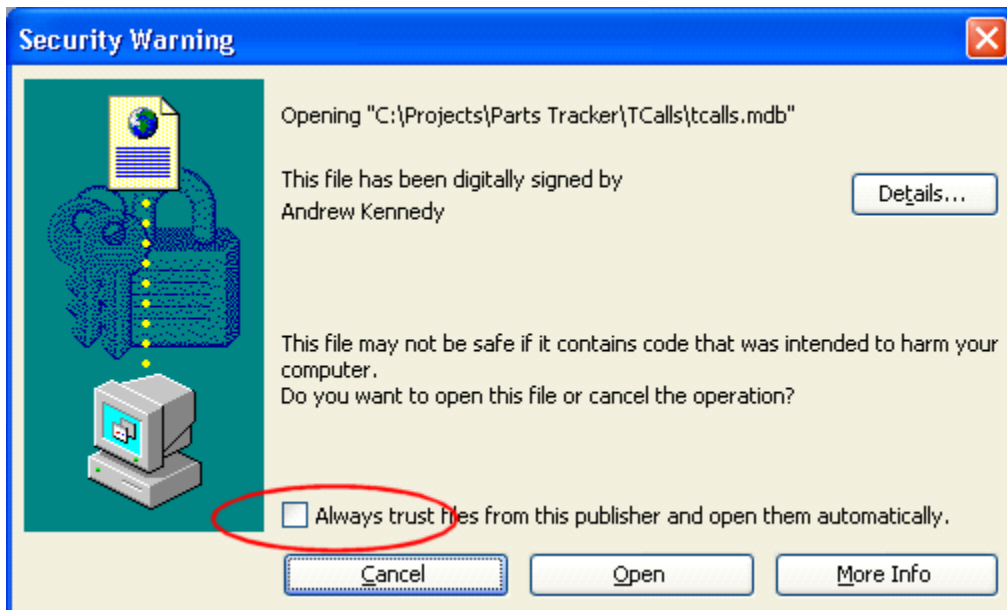 Security Warning
Opening "C:\Projects\Parts Tracker\TCalls\tcalls.mdb"
This file has been digitally signed by
Andrew Kennedy
Details...
This file may not be safe if it contains code that was intended to harm your
computer.
Do you want to open this file or cancel the operation?
Always trust files from this publisher and open them automatically.
Cancel
Open
More Info